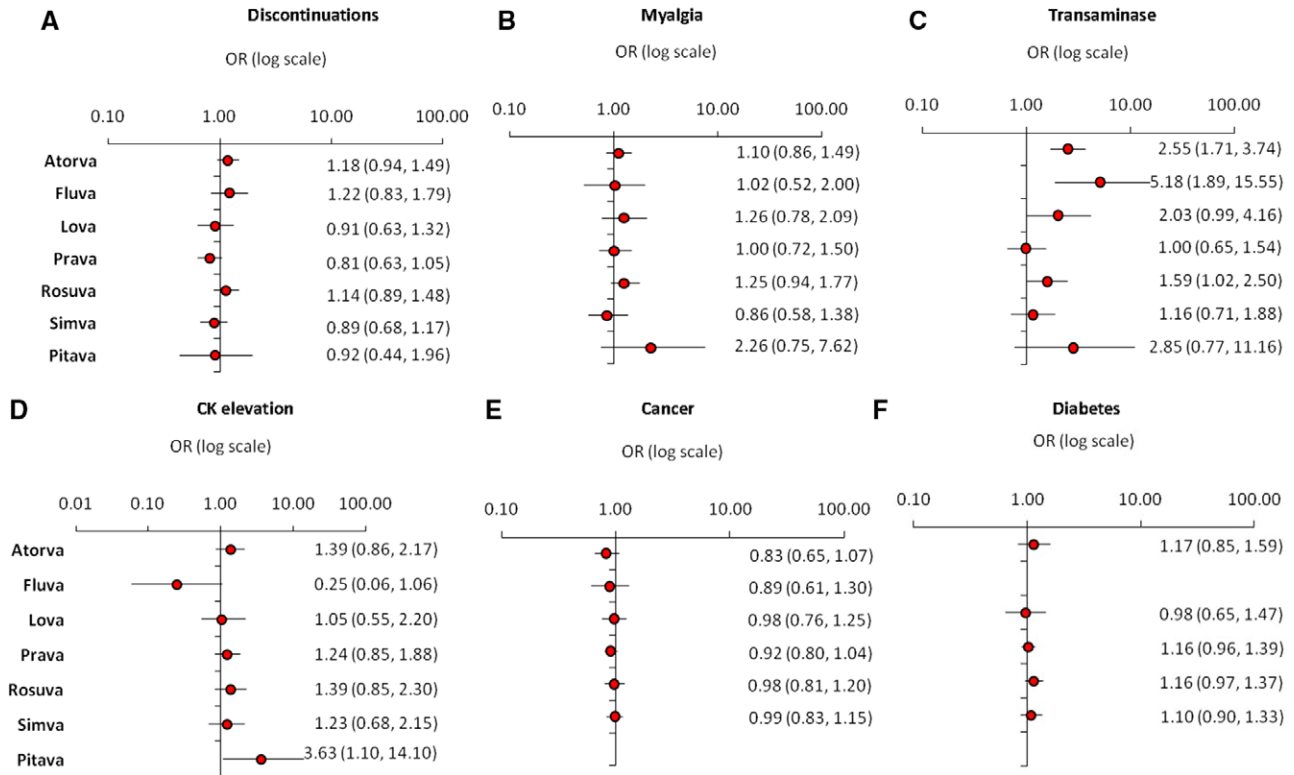 A Discontinuations
OR (log scale)
0.10 1.00 10.00 100.00
Atorva 1.18 (0.94, 1.49)
Fluva 1.22 (0.83, 1.79)
Lova 0.91 (0.63, 1.32)
Prava 0.81 (0.63, 1.05)
Rosuva 1.14 (0.89, 1.48)
Simva 0.89 (0.68, 1.17)
Pitava 0.92 (0.44, 1.96)
B Myalgia
OR (log scale)
0.10 1.00 10.00 100.00
1.10 (0.86, 1.49)
1.02 (0.52, 2.00)
1.26 (0.78, 2.09)
1.00 (0.72, 1.50)
1.25 (0.94, 1.77)
0.86 (0.58, 1.38)
2.26 (0.75, 7.62)
C Transaminase
OR (log scale)
0.10 1.00 10.00 100.00
2.55 (1.71, 3.74)
5.18 (1.89, 15.55)
2.03 (0.99, 4.16)
1.00 (0.65, 1.54)
1.59 (1.02, 2.50)
1.16 (0.71, 1.88)
2.85 (0.77, 11.16)
D CK elevation
OR (log scale)
0.01 0.10 1.00 10.00 100.00
Atorva 1.39 (0.86, 2.17)
Fluva 0.25 (0.06, 1.06)
Lova 1.05 (0.55, 2.20)
Prava 1.24 (0.85, 1.88)
Rosuva 1.39 (0.85, 2.30)
Simva 1.23 (0.68, 2.15)
Pitava 3.63 (1.10, 14.10)
E Cancer
OR (log scale)
0.10 1.00 10.00 100.00
0.83 (0.65, 1.07)
0.89 (0.61, 1.30)
0.98 (0.76, 1.25)
0.92 (0.80, 1.04)
0.98 (0.81, 1.20)
0.99 (0.83, 1.15)
F Diabetes
OR (log scale)
0.10 1.00 10.00 100.00
1.17 (0.85, 1.59)
0.98 (0.65, 1.47)
1.16 (0.96, 1.39)
1.16 (0.97, 1.37)
1.10 (0.90, 1.33)